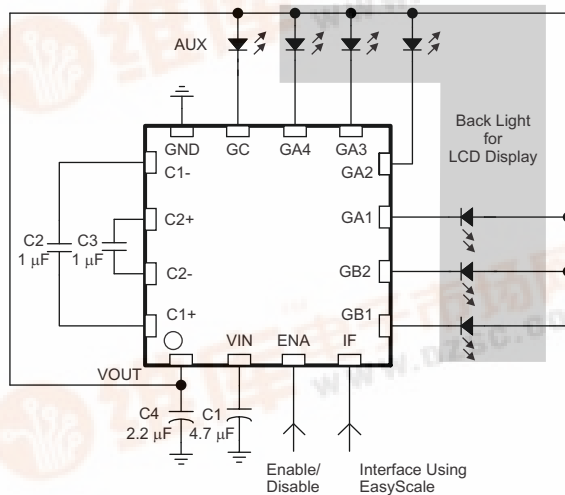 AUX
Back Light
for
LCD Display
GND
GC
GA4
GA3
GA2
C1-
C2+
GA1
C2
1 μF
C3
1 μF
C2-
GB2
C1+
GB1
VIN
ENA
IF
VOUT
C4
2.2 μF
C1
4.7 μF
Enable/
Disable
Interface Using
EasyScale